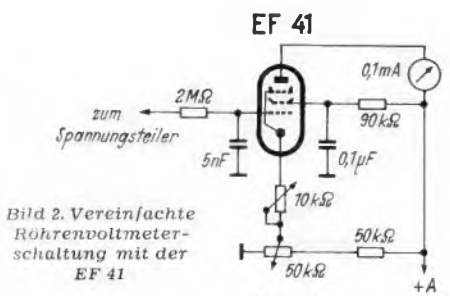 EF 41
0,1mA
2MΩ
zum
Spannungsteiler
90kΩ
5nF
0,1µF
10kΩ
Bild 2. Vereinfachte
Röhrenvoltmeter-
schaltung mit der
EF 41
50kΩ
50kΩ
+A